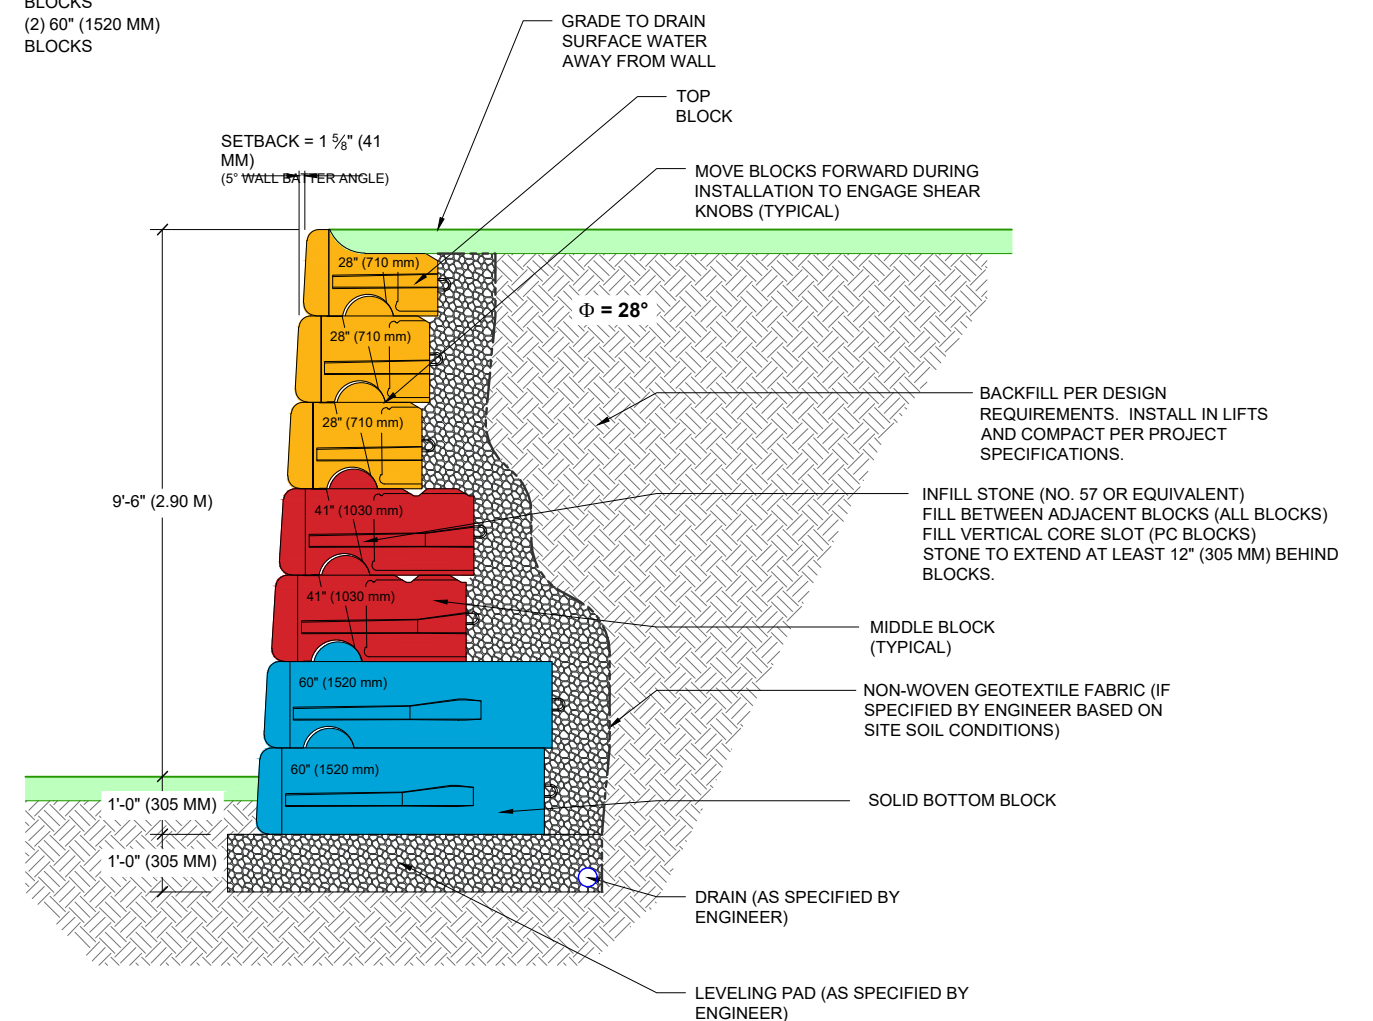 BLOCKS
(2) 60" (1520 MM)
BLOCKS
GRADE TO DRAIN
SURFACE WATER
AWAY FROM WALL
TOP
BLOCK
SETBACK = 1 ⅝" (41
MM)
(5° WALL BATTER ANGLE)
MOVE BLOCKS FORWARD DURING
INSTALLATION TO ENGAGE SHEAR
KNOBS (TYPICAL)
28" (710 mm)
Φ = 28°
28" (710 mm)
28" (710 mm)
BACKFILL PER DESIGN
REQUIREMENTS. INSTALL IN LIFTS
AND COMPACT PER PROJECT
SPECIFICATIONS.
9'-6" (2.90 M)
41" (1030 mm)
INFILL STONE (NO. 57 OR EQUIVALENT)
FILL BETWEEN ADJACENT BLOCKS (ALL BLOCKS)
FILL VERTICAL CORE SLOT (PC BLOCKS)
STONE TO EXTEND AT LEAST 12" (305 MM) BEHIND
BLOCKS.
41" (1030 mm)
MIDDLE BLOCK
(TYPICAL)
60" (1520 mm)
NON-WOVEN GEOTEXTILE FABRIC (IF
SPECIFIED BY ENGINEER BASED ON
SITE SOIL CONDITIONS)
60" (1520 mm)
1'-0" (305 MM)
SOLID BOTTOM BLOCK
1'-0" (305 MM)
DRAIN (AS SPECIFIED BY
ENGINEER)
LEVELING PAD (AS SPECIFIED BY
ENGINEER)